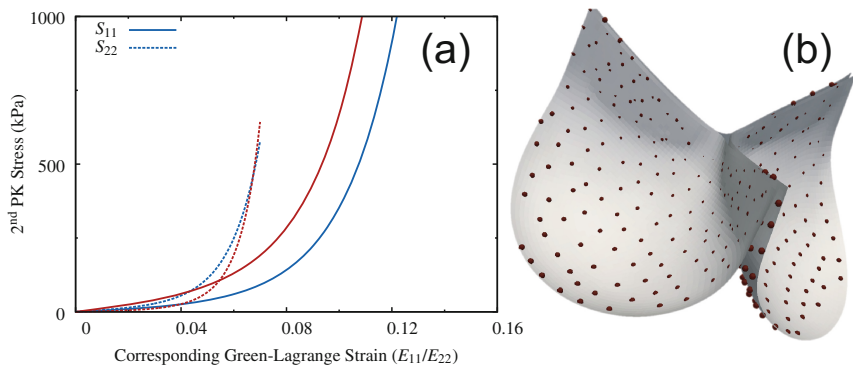 1000
500
0
0
0.04
0.08
0.12
0.16
S₁₁
S₂₂
(a)
(b)
2ⁿᵈ PK Stress (kPa)
Corresponding Green-Lagrange Strain (E₁₁/E₂₂)